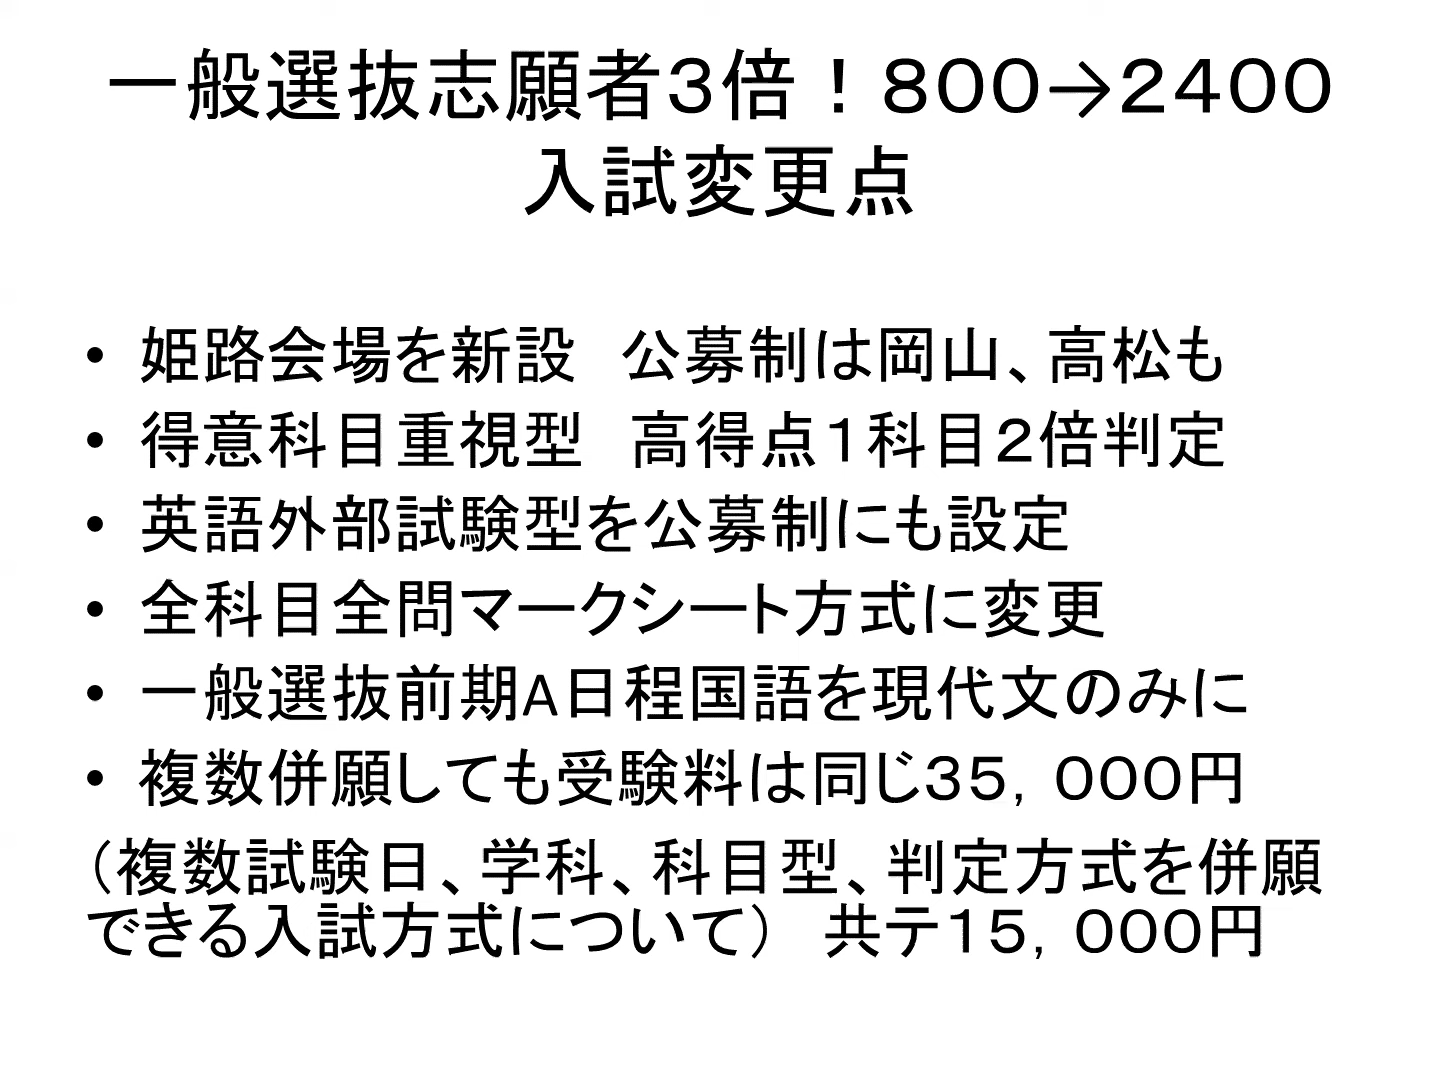 一般選抜志願者３倍！８００→２４００
入試変更点
• 姫路会場を新設　公募制は岡山、高松も
• 得意科目重視型　高得点１科目２倍判定
• 英語外部試験型を公募制にも設定
• 全科目全問マークシート方式に変更
• 一般選抜前期A日程国語を現代文のみに
• 複数併願しても受験料は同じ３５，０００円
（複数試験日、学科、科目型、判定方式を併願
できる入試方式について）　共テ１５，０００円